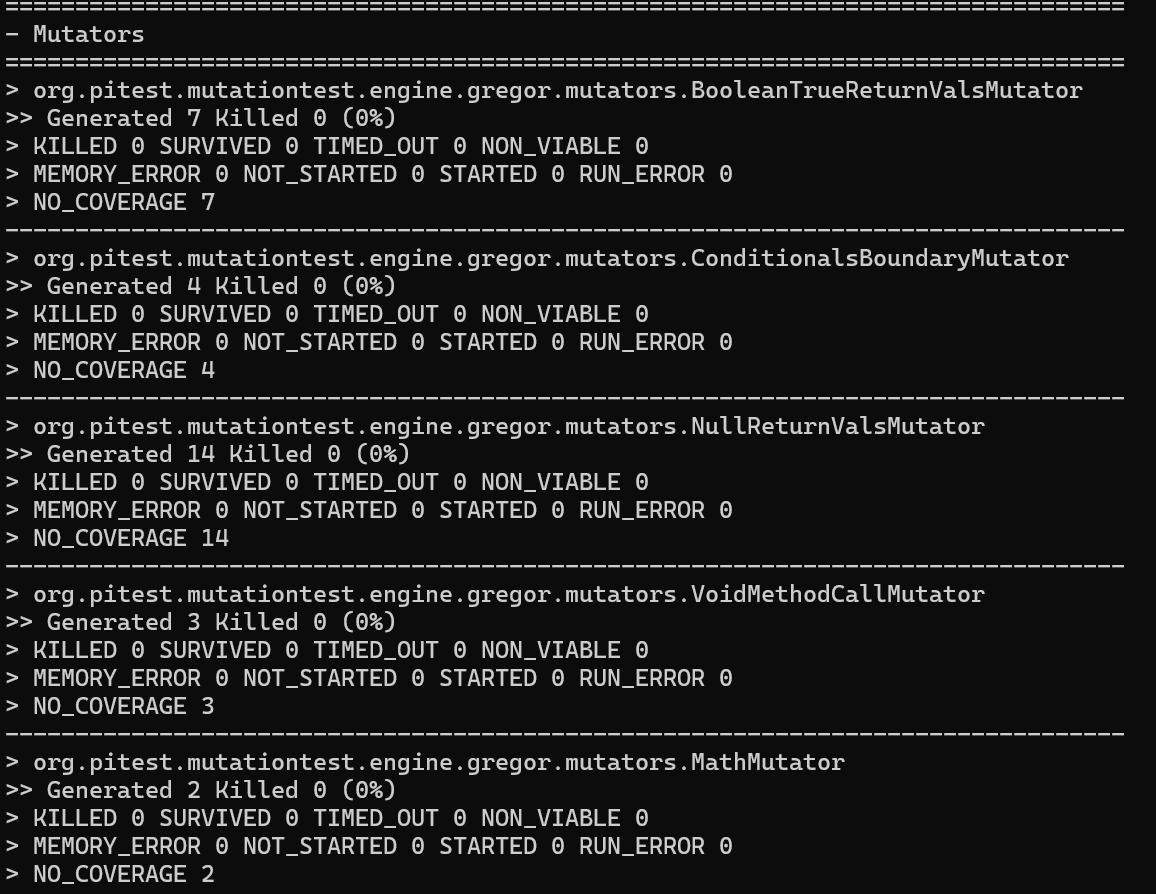 ================================================================================
- Mutators
================================================================================
> org.pitest.mutationtest.engine.gregor.mutators.BooleanTrueReturnValsMutator
>> Generated 7 Killed 0 (0%)
> KILLED 0 SURVIVED 0 TIMED_OUT 0 NON_VIABLE 0
> MEMORY_ERROR 0 NOT_STARTED 0 STARTED 0 RUN_ERROR 0
> NO_COVERAGE 7
--------------------------------------------------------------------------------
> org.pitest.mutationtest.engine.gregor.mutators.ConditionalsBoundaryMutator
>> Generated 4 Killed 0 (0%)
> KILLED 0 SURVIVED 0 TIMED_OUT 0 NON_VIABLE 0
> MEMORY_ERROR 0 NOT_STARTED 0 STARTED 0 RUN_ERROR 0
> NO_COVERAGE 4
--------------------------------------------------------------------------------
> org.pitest.mutationtest.engine.gregor.mutators.NullReturnValsMutator
>> Generated 14 Killed 0 (0%)
> KILLED 0 SURVIVED 0 TIMED_OUT 0 NON_VIABLE 0
> MEMORY_ERROR 0 NOT_STARTED 0 STARTED 0 RUN_ERROR 0
> NO_COVERAGE 14
--------------------------------------------------------------------------------
> org.pitest.mutationtest.engine.gregor.mutators.VoidMethodCallMutator
>> Generated 3 Killed 0 (0%)
> KILLED 0 SURVIVED 0 TIMED_OUT 0 NON_VIABLE 0
> MEMORY_ERROR 0 NOT_STARTED 0 STARTED 0 RUN_ERROR 0
> NO_COVERAGE 3
--------------------------------------------------------------------------------
> org.pitest.mutationtest.engine.gregor.mutators.MathMutator
>> Generated 2 Killed 0 (0%)
> KILLED 0 SURVIVED 0 TIMED_OUT 0 NON_VIABLE 0
> MEMORY_ERROR 0 NOT_STARTED 0 STARTED 0 RUN_ERROR 0
> NO_COVERAGE 2